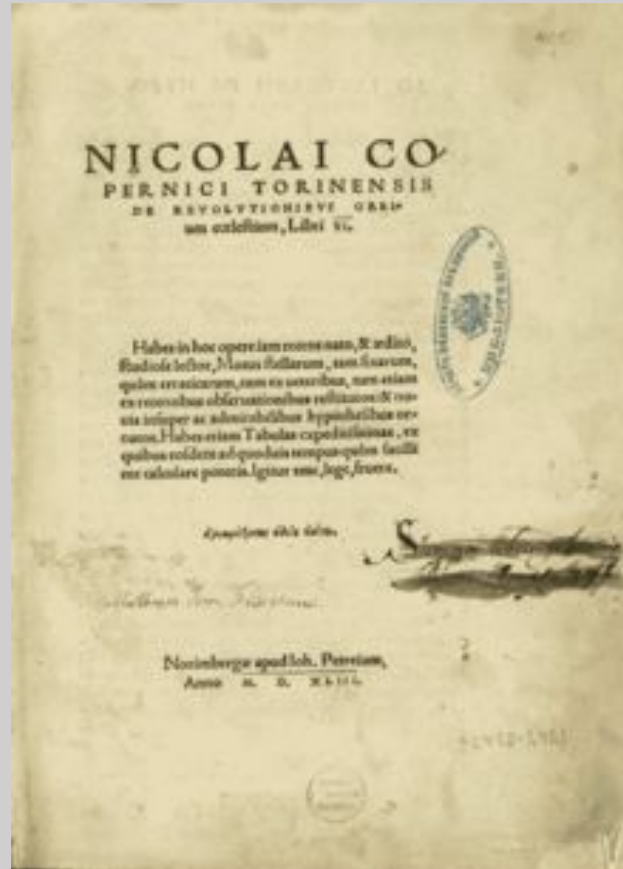 NICOLAI CO
PERNICI TORINENSIS
DE REVOLVTIONIBVS ORBI-
um cœlestium, Libri VI.
Habes in hoc opere iam recens nato, & ædito,
studiose lector, Motus stellarum, tam fixarum,
quàm erraticarum, cum ex ueteribus, tum etiam
ex recentibus obseruationibus restitutos: & no-
uis insuper ac admirabilibus hypothesibus or-
natos. Habes etiam Tabulas expeditissimas, ex
quibus eosdem ad quoduis tempus quàm facilli
me calculare poteris. Igitur eme, lege, fruere.
Norimbergæ apud Ioh. Petreium,
Anno M. D. XLIII.